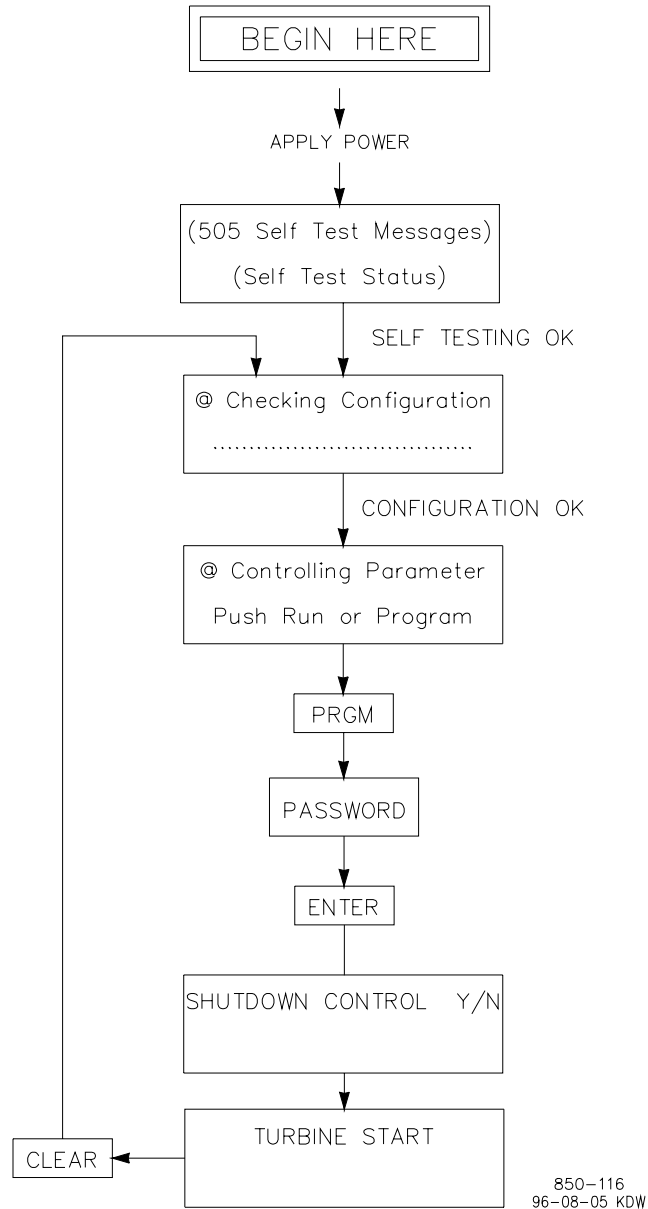 BEGIN HERE
APPLY POWER
(505 Self Test Messages)
(Self Test Status)
SELF TESTING OK
@ Checking Configuration
...................................
CONFIGURATION OK
@ Controlling Parameter
Push Run or Program
PRGM
PASSWORD
ENTER
SHUTDOWN CONTROL Y/N
TURBINE START
CLEAR
850-116
96-08-05 KDW